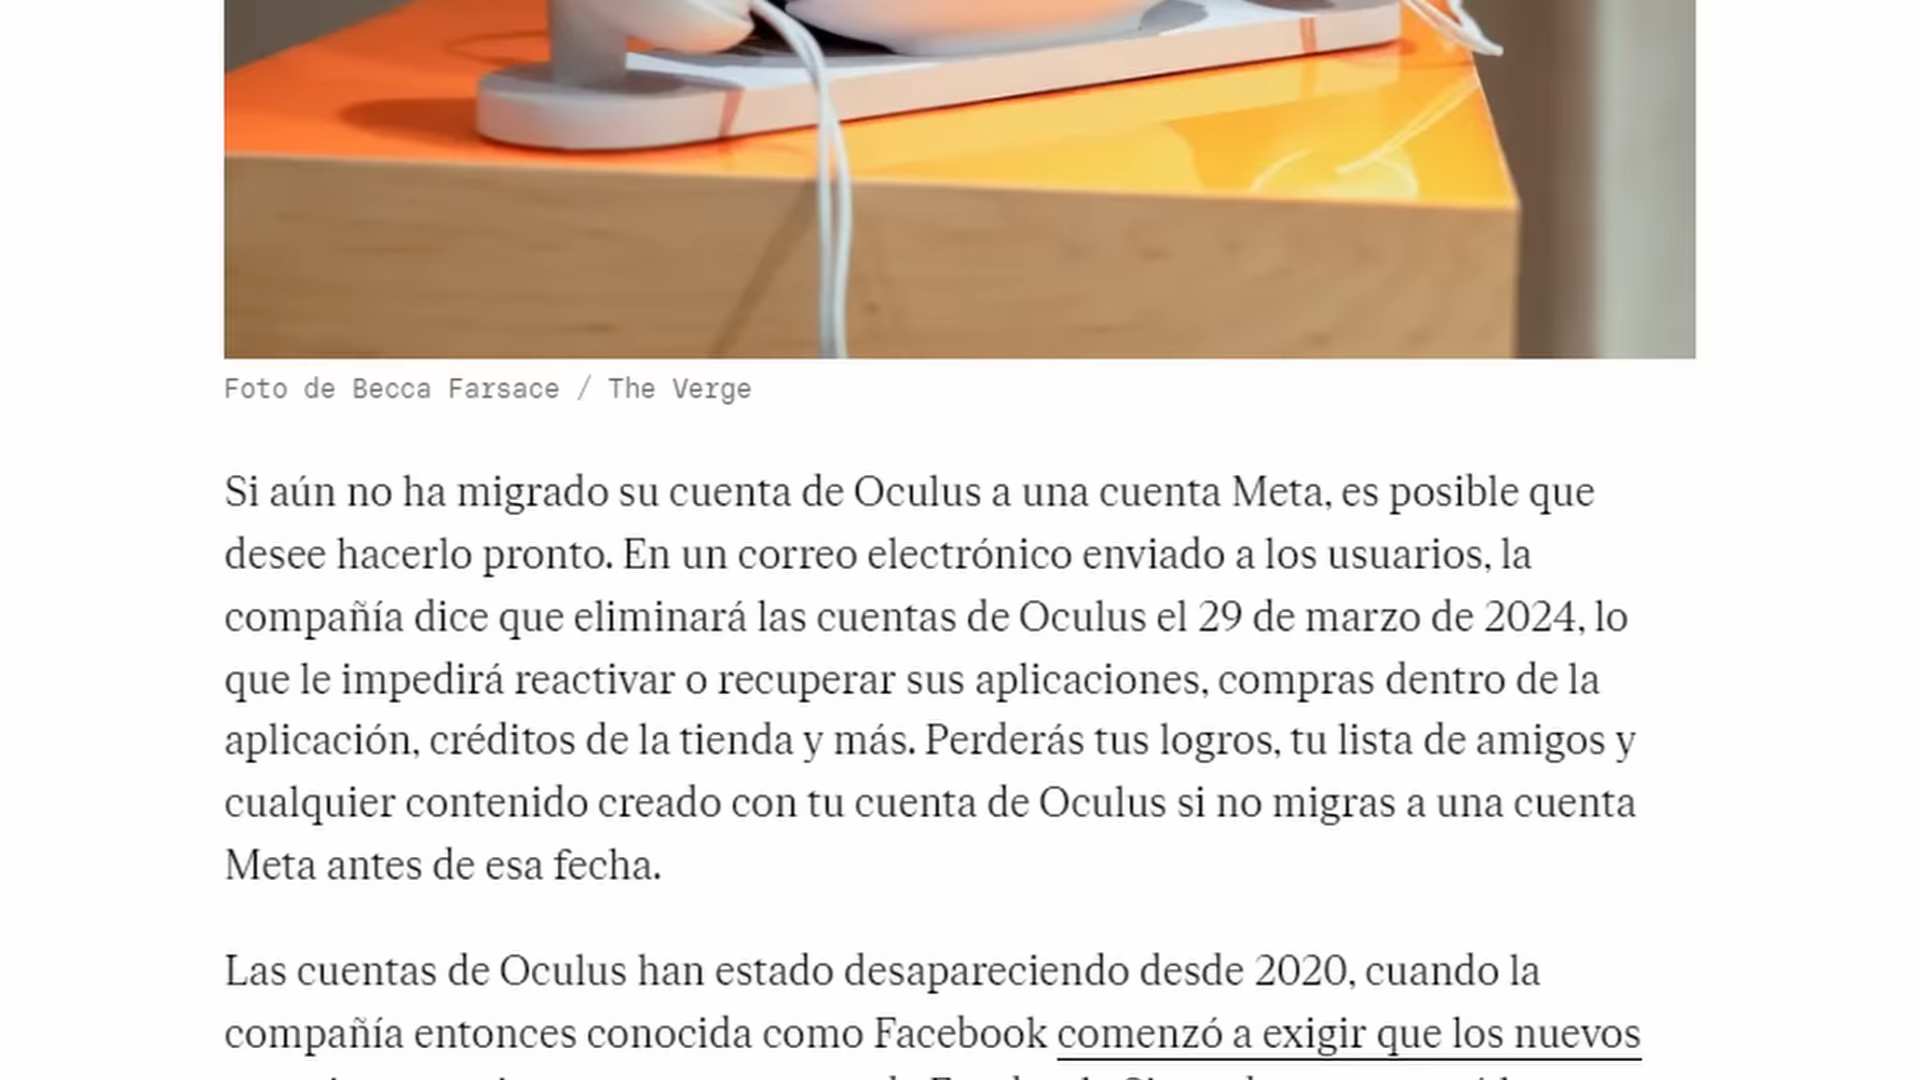 Foto de Becca Farsace / The Verge
Si aún no ha migrado su cuenta de Oculus a una cuenta Meta, es posible que
desee hacerlo pronto. En un correo electrónico enviado a los usuarios, la
compañía dice que eliminará las cuentas de Oculus el 29 de marzo de 2024, lo
que le impedirá reactivar o recuperar sus aplicaciones, compras dentro de la
aplicación, créditos de la tienda y más. Perderás tus logros, tu lista de amigos y
cualquier contenido creado con tu cuenta de Oculus si no migras a una cuenta
Meta antes de esa fecha.
Las cuentas de Oculus han estado desapareciendo desde 2020, cuando la
compañía entonces conocida como Facebook comenzó a exigir que los nuevos